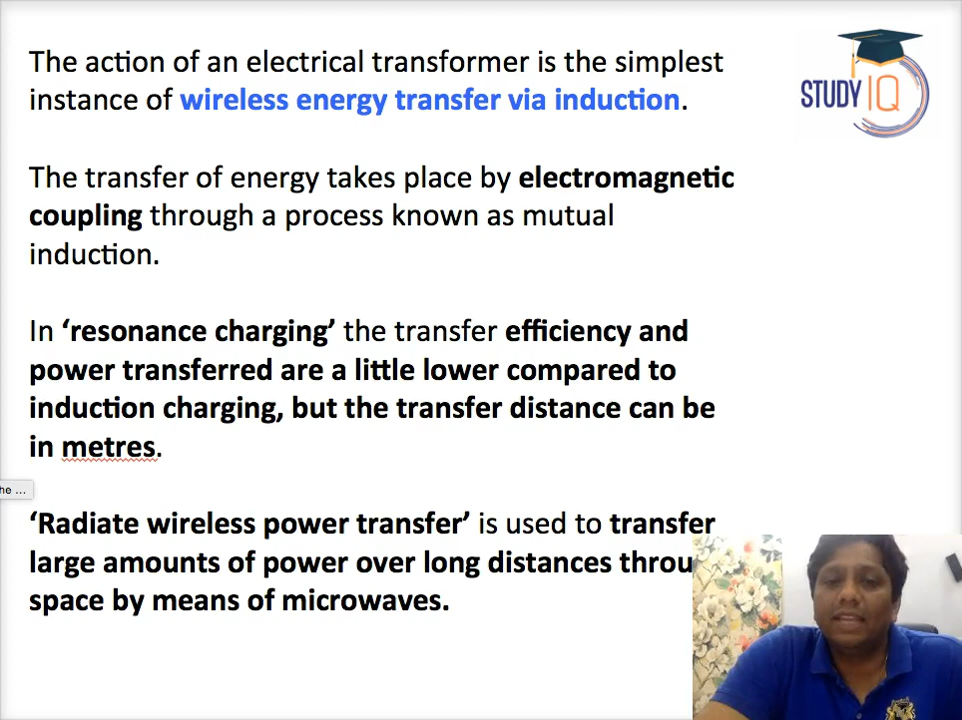 The action of an electrical transformer is the simplest
instance of wireless energy transfer via induction.
STUDY IQ
The transfer of energy takes place by electromagnetic
coupling through a process known as mutual
induction.
In ‘resonance charging’ the transfer efficiency and
power transferred are a little lower compared to
induction charging, but the transfer distance can be
in metres.
he ...
‘Radiate wireless power transfer’ is used to transfer
large amounts of power over long distances throu
space by means of microwaves.